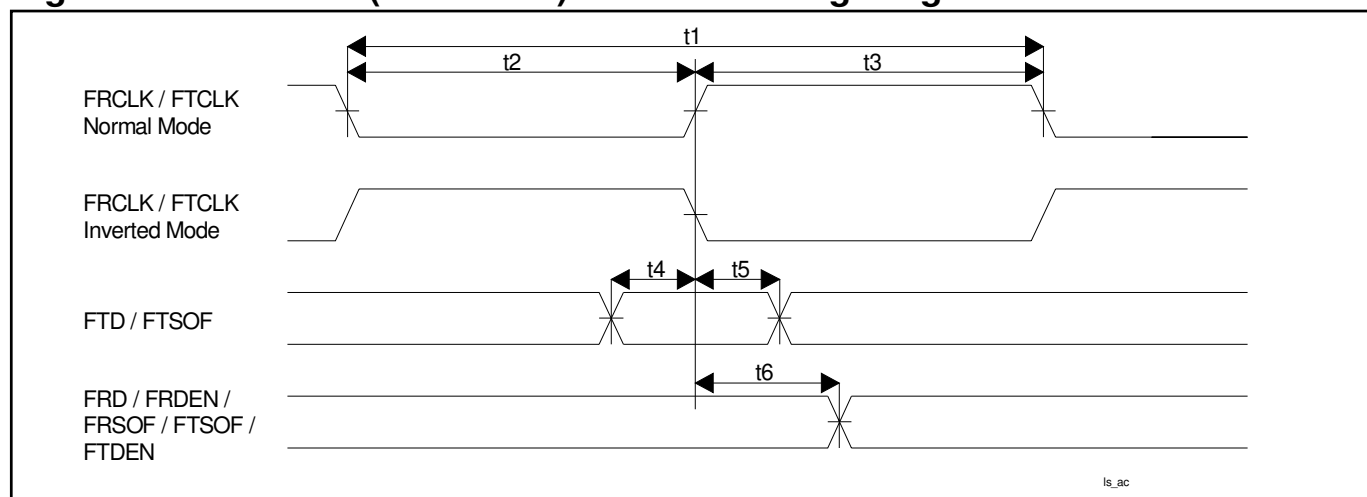 t1
t2
t3
FRCLK / FTCLK
Normal Mode
FRCLK / FTCLK
Inverted Mode
t4
t5
FTD / FTSOF
t6
FRD / FRDEN /
FRSOF / FTSOF /
FTDEN
ls_ac